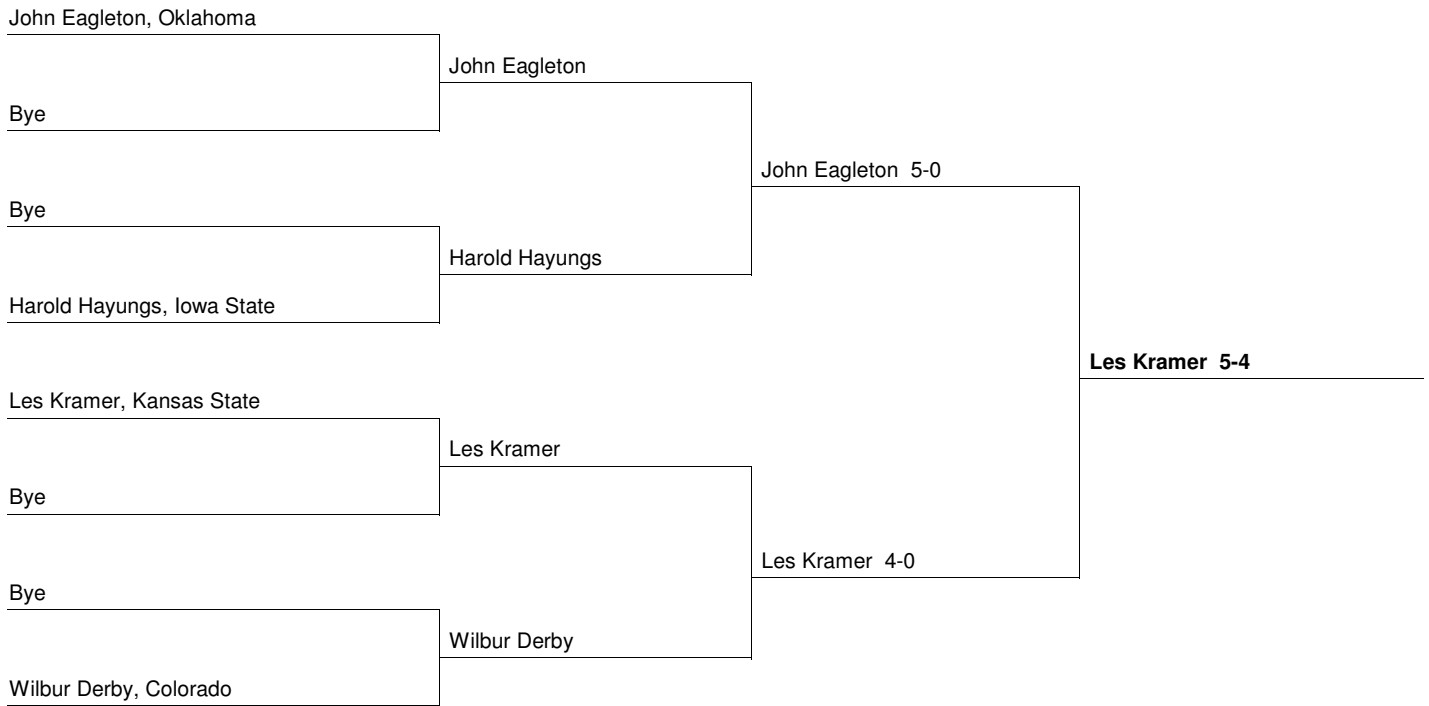 John Eagleton, Oklahoma
John Eagleton
Bye
John Eagleton 5-0
Bye
Harold Hayungs
Harold Hayungs, Iowa State
Les Kramer 5-4
Les Kramer, Kansas State
Les Kramer
Bye
Les Kramer 4-0
Bye
Wilbur Derby
Wilbur Derby, Colorado